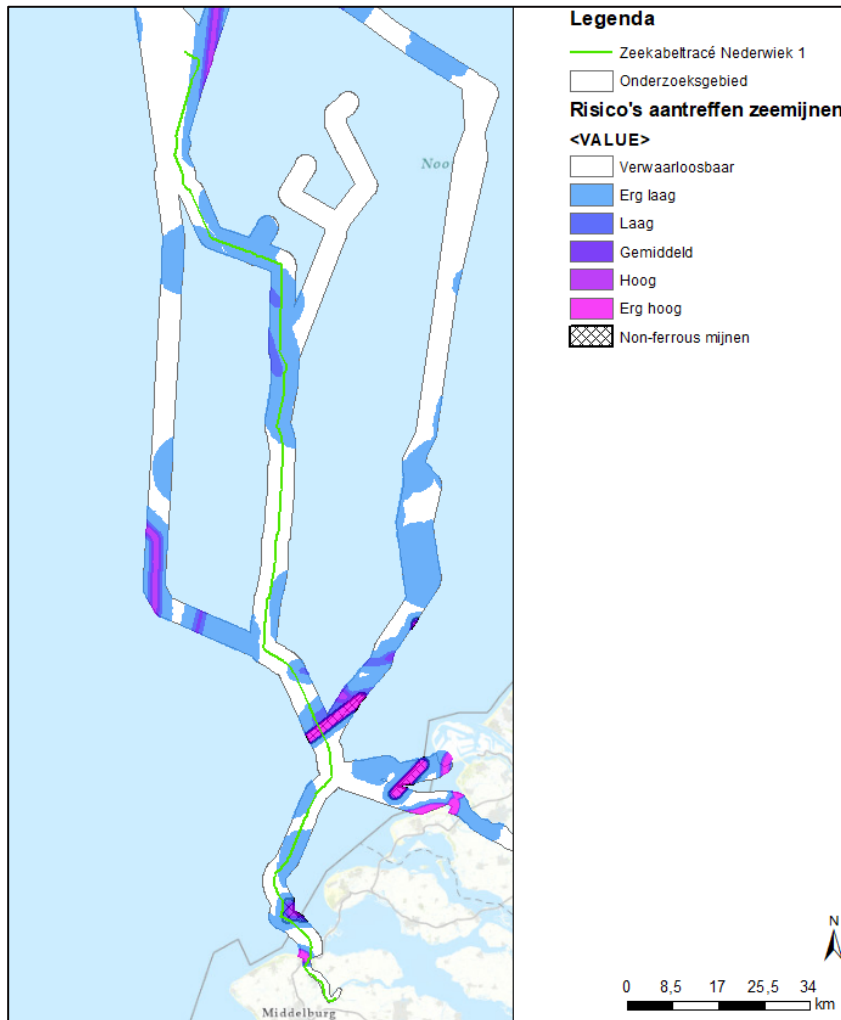 Legenda
Zeekabeltracé Nederwiek 1
Onderzoeksgebied
Risico's aantreffen zeemijnen
<VALUE>
Verwaarloosbaar
Erg laag
Laag
Gemiddeld
Hoog
Erg hoog
Non-ferrous mijnen
Noo
Middelburg
N
0 8,5 17 25,5 34
km